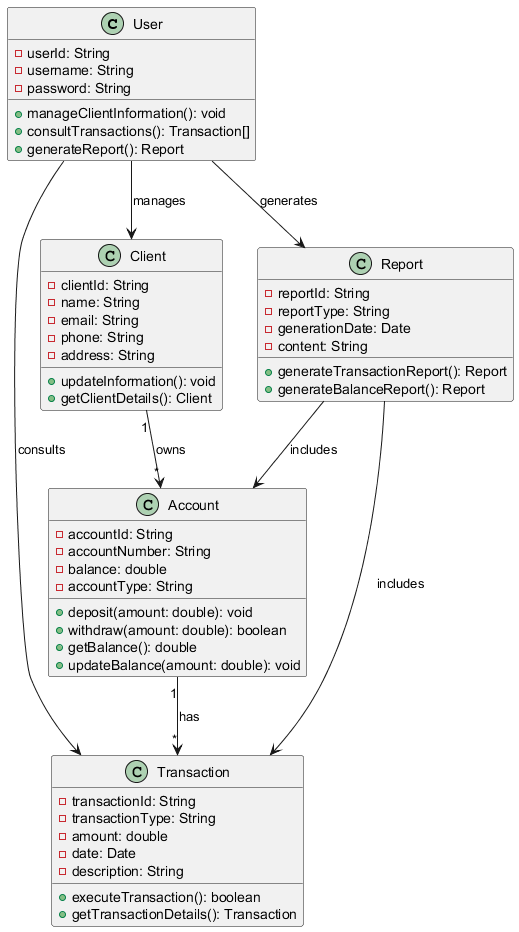 C User
userId: String
username: String
password: String
manageClientInformation(): void
consultTransactions(): Transaction[]
generateReport(): Report
manages
generates
C Client
clientId: String
name: String
email: String
phone: String
address: String
updateInformation(): void
getClientDetails(): Client
C Report
reportId: String
reportType: String
generationDate: Date
content: String
generateTransactionReport(): Report
generateBalanceReport(): Report
1
owns
*
consults
includes
C Account
accountId: String
accountNumber: String
balance: double
accountType: String
deposit(amount: double): void
withdraw(amount: double): boolean
getBalance(): double
updateBalance(amount: double): void
includes
1
has
*
C Transaction
transactionId: String
transactionType: String
amount: double
date: Date
description: String
executeTransaction(): boolean
getTransactionDetails(): Transaction